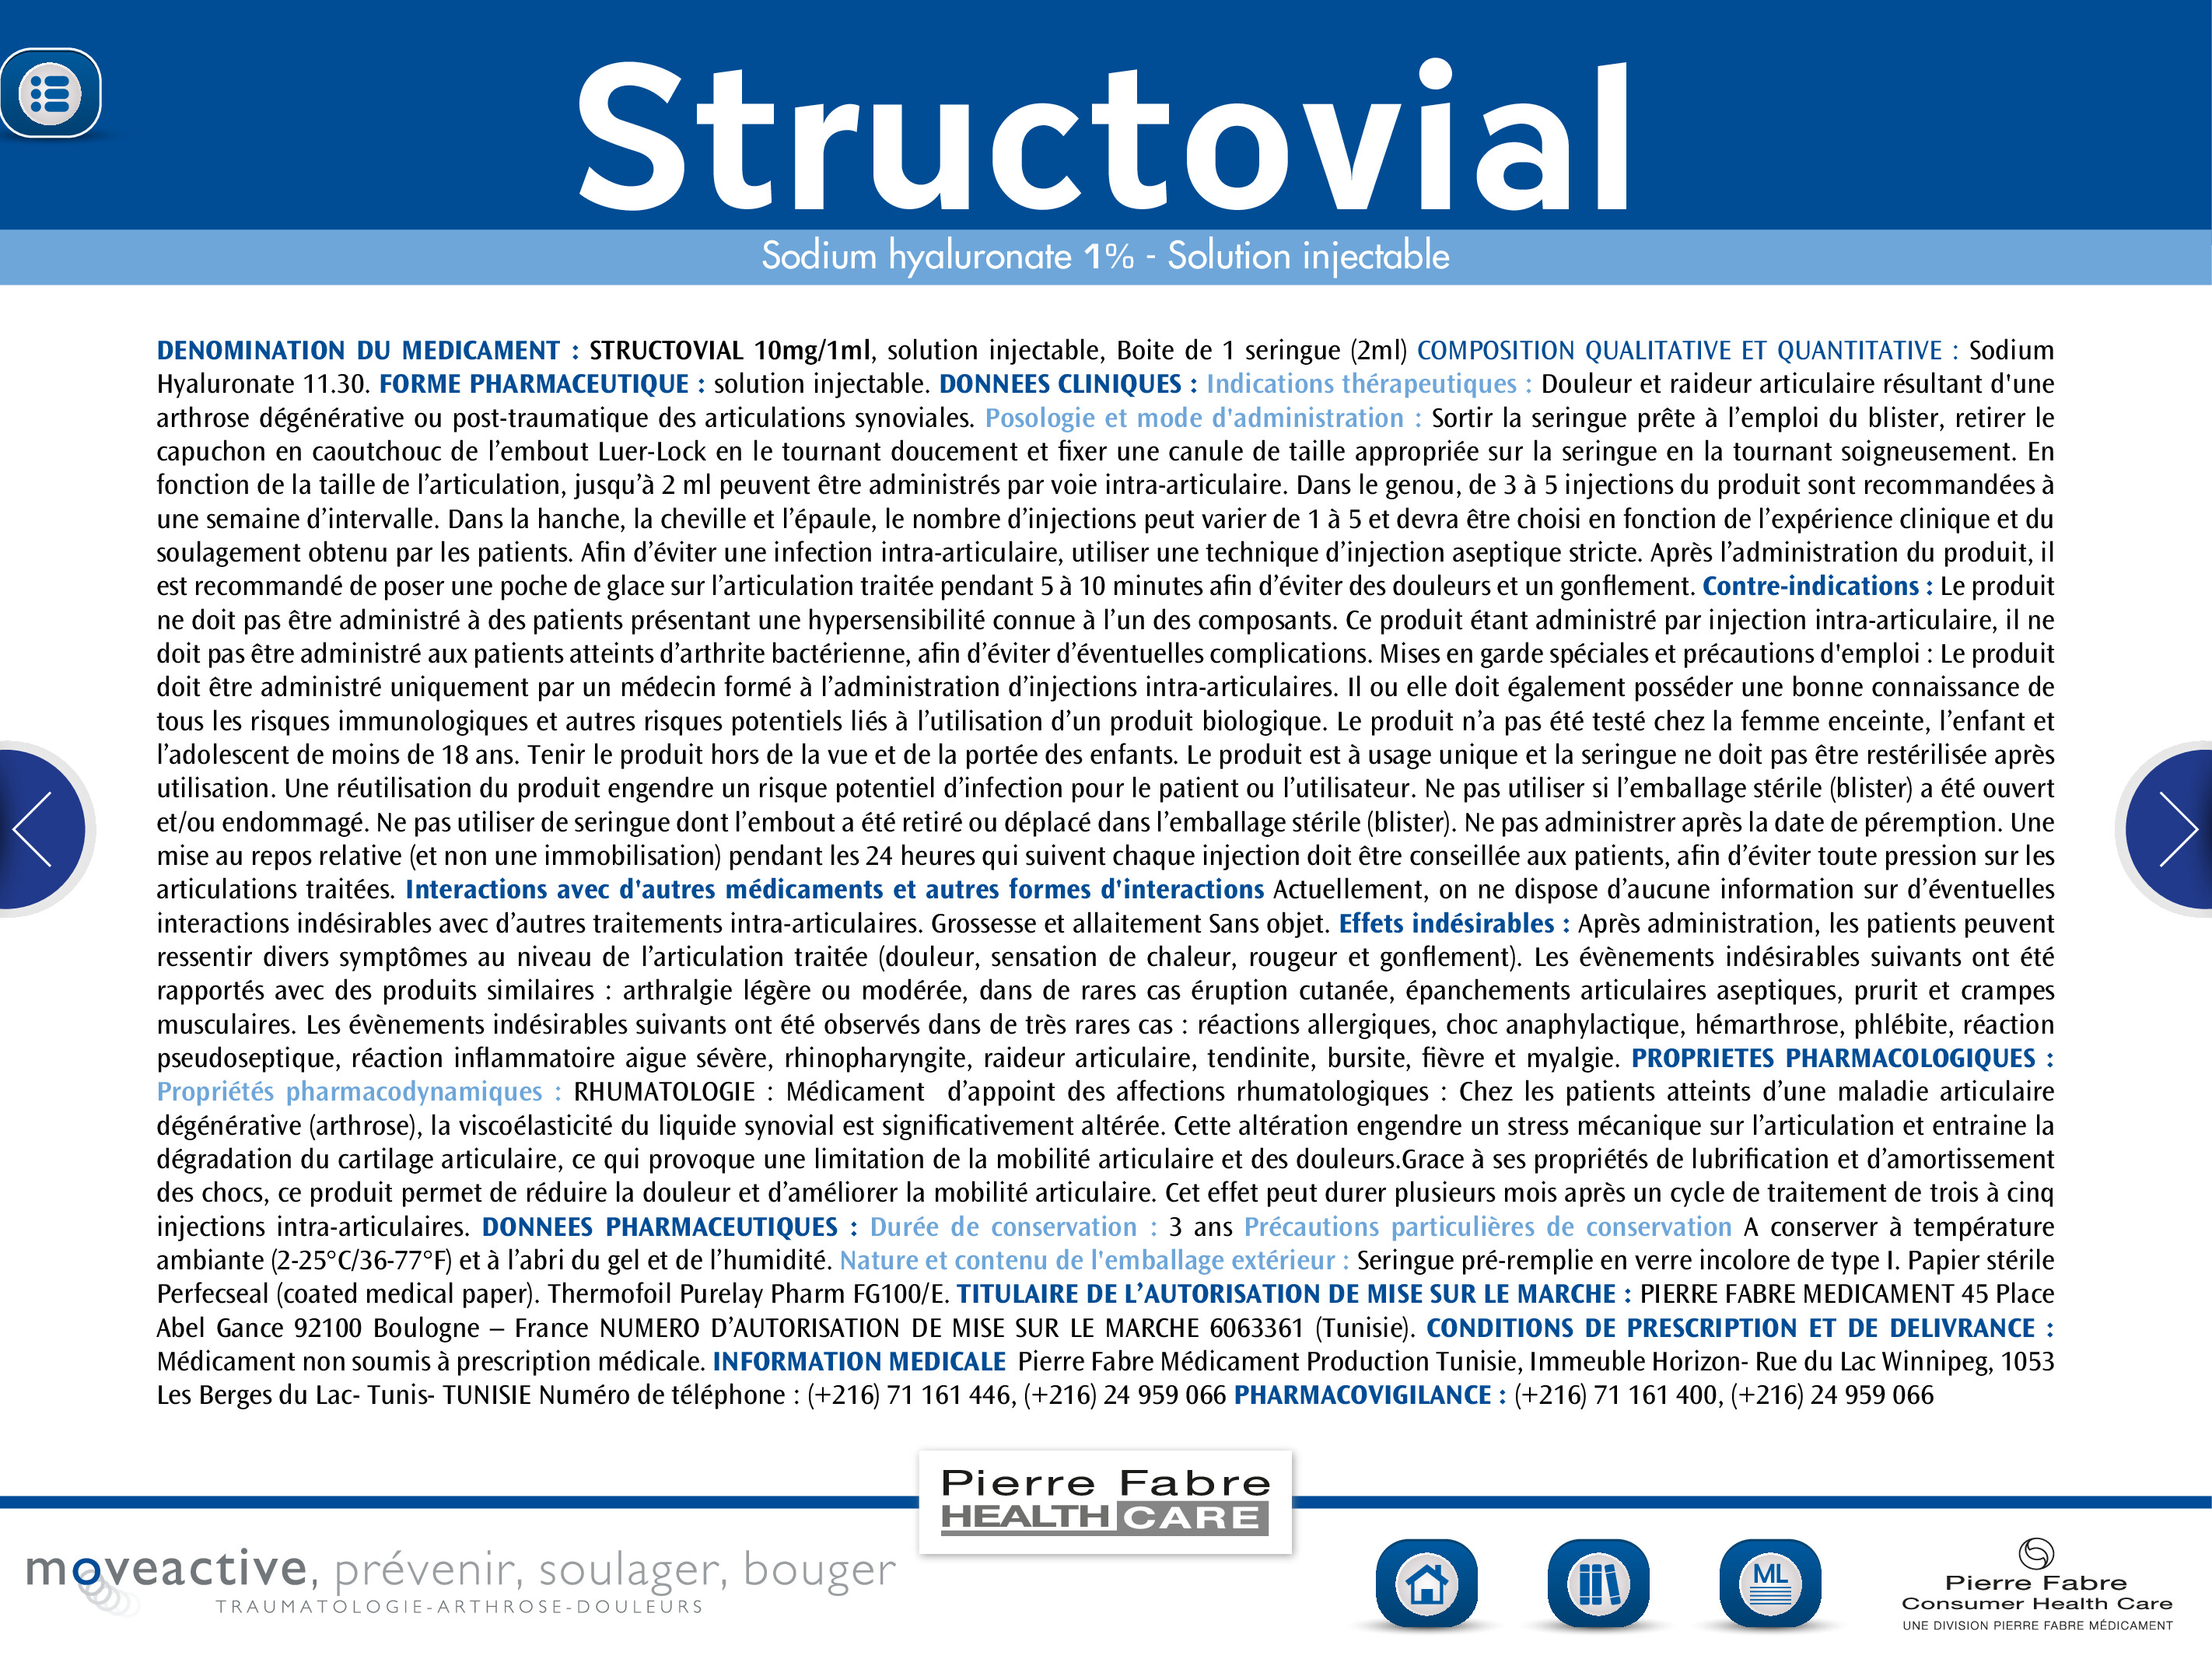 Structovial
Sodium hyaluronate 1% - Solution injectable
DENOMINATION DU MEDICAMENT : STRUCTOVIAL 10mg/1ml, solution injectable, Boite de 1 seringue (2ml) COMPOSITION QUALITATIVE ET QUANTITATIVE : Sodium
Hyaluronate 11.30. FORME PHARMACEUTIQUE : solution injectable. DONNEES CLINIQUES : Indications thérapeutiques : Douleur et raideur articulaire résultant d'une
arthrose dégénérative ou post-traumatique des articulations synoviales. Posologie et mode d'administration : Sortir la seringue prête à l’emploi du blister, retirer le
capuchon en caoutchouc de l’embout Luer-Lock en le tournant doucement et fixer une canule de taille appropriée sur la seringue en la tournant soigneusement. En
fonction de la taille de l’articulation, jusqu’à 2 ml peuvent être administrés par voie intra-articulaire. Dans le genou, de 3 à 5 injections du produit sont recommandées à
une semaine d’intervalle. Dans la hanche, la cheville et l’épaule, le nombre d’injections peut varier de 1 à 5 et devra être choisi en fonction de l’expérience clinique et du
soulagement obtenu par les patients. Afin d’éviter une infection intra-articulaire, utiliser une technique d’injection aseptique stricte. Après l’administration du produit, il
est recommandé de poser une poche de glace sur l’articulation traitée pendant 5 à 10 minutes afin d’éviter des douleurs et un gonflement. Contre-indications : Le produit
ne doit pas être administré à des patients présentant une hypersensibilité connue à l’un des composants. Ce produit étant administré par injection intra-articulaire, il ne
doit pas être administré aux patients atteints d’arthrite bactérienne, afin d’éviter d’éventuelles complications. Mises en garde spéciales et précautions d'emploi : Le produit
doit être administré uniquement par un médecin formé à l’administration d’injections intra-articulaires. Il ou elle doit également posséder une bonne connaissance de
tous les risques immunologiques et autres risques potentiels liés à l’utilisation d’un produit biologique. Le produit n’a pas été testé chez la femme enceinte, l’enfant et
l’adolescent de moins de 18 ans. Tenir le produit hors de la vue et de la portée des enfants. Le produit est à usage unique et la seringue ne doit pas être restérilisée après
utilisation. Une réutilisation du produit engendre un risque potentiel d’infection pour le patient ou l’utilisateur. Ne pas utiliser si l’emballage stérile (blister) a été ouvert
et/ou endommagé. Ne pas utiliser de seringue dont l’embout a été retiré ou déplacé dans l’emballage stérile (blister). Ne pas administrer après la date de péremption. Une
mise au repos relative (et non une immobilisation) pendant les 24 heures qui suivent chaque injection doit être conseillée aux patients, afin d’éviter toute pression sur les
articulations traitées. Interactions avec d'autres médicaments et autres formes d'interactions Actuellement, on ne dispose d’aucune information sur d’éventuelles
interactions indésirables avec d’autres traitements intra-articulaires. Grossesse et allaitement Sans objet. Effets indésirables : Après administration, les patients peuvent
ressentir divers symptômes au niveau de l’articulation traitée (douleur, sensation de chaleur, rougeur et gonflement). Les évènements indésirables suivants ont été
rapportés avec des produits similaires : arthralgie légère ou modérée, dans de rares cas éruption cutanée, épanchements articulaires aseptiques, prurit et crampes
musculaires. Les évènements indésirables suivants ont été observés dans de très rares cas : réactions allergiques, choc anaphylactique, hémarthrose, phlébite, réaction
pseudoseptique, réaction inflammatoire aigue sévère, rhinopharyngite, raideur articulaire, tendinite, bursite, fièvre et myalgie. PROPRIETES PHARMACOLOGIQUES :
Propriétés pharmacodynamiques : RHUMATOLOGIE : Médicament d’appoint des affections rhumatologiques : Chez les patients atteints d’une maladie articulaire
dégénérative (arthrose), la viscoélasticité du liquide synovial est significativement altérée. Cette altération engendre un stress mécanique sur l’articulation et entraine la
dégradation du cartilage articulaire, ce qui provoque une limitation de la mobilité articulaire et des douleurs.Grace à ses propriétés de lubrification et d’amortissement
des chocs, ce produit permet de réduire la douleur et d’améliorer la mobilité articulaire. Cet effet peut durer plusieurs mois après un cycle de traitement de trois à cinq
injections intra-articulaires. DONNEES PHARMACEUTIQUES : Durée de conservation : 3 ans Précautions particulières de conservation A conserver à température
ambiante (2-25°C/36-77°F) et à l’abri du gel et de l’humidité. Nature et contenu de l'emballage extérieur : Seringue pré-remplie en verre incolore de type I. Papier stérile
Perfecseal (coated medical paper). Thermofoil Purelay Pharm FG100/E. TITULAIRE DE L’AUTORISATION DE MISE SUR LE MARCHE : PIERRE FABRE MEDICAMENT 45 Place
Abel Gance 92100 Boulogne – France NUMERO D’AUTORISATION DE MISE SUR LE MARCHE 6063361 (Tunisie). CONDITIONS DE PRESCRIPTION ET DE DELIVRANCE :
Médicament non soumis à prescription médicale. INFORMATION MEDICALE Pierre Fabre Médicament Production Tunisie, Immeuble Horizon- Rue du Lac Winnipeg, 1053
Les Berges du Lac- Tunis- TUNISIE Numéro de téléphone : (+216) 71 161 446, (+216) 24 959 066 PHARMACOVIGILANCE : (+216) 71 161 400, (+216) 24 959 066
Pierre Fabre
HEALTH CARE
moveactive, prévenir, soulager, bouger
TRAUMATOLOGIE-ARTHROSE-DOULEURS
ML
Pierre Fabre
Consumer Health Care
UNE DIVISION PIERRE FABRE MÉDICAMENT